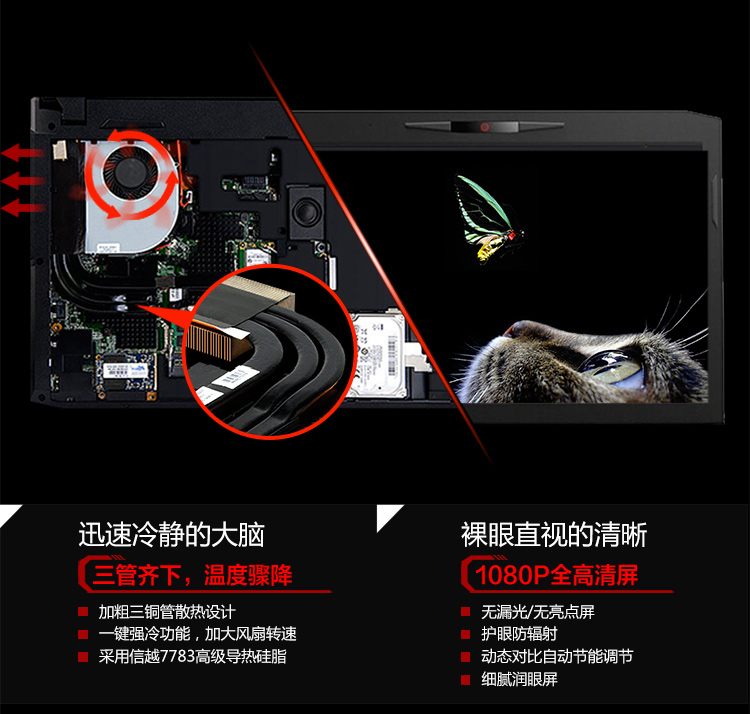 迅速冷静的大脑
三管齐下，温度骤降
加粗三铜管散热设计
一键强冷功能，加大风扇转速
采用信越7783高级导热硅脂
裸眼直视的清晰
1080P全高清屏
无漏光/无亮点屏
护眼防辐射
动态对比自动节能调节
细腻润眼屏